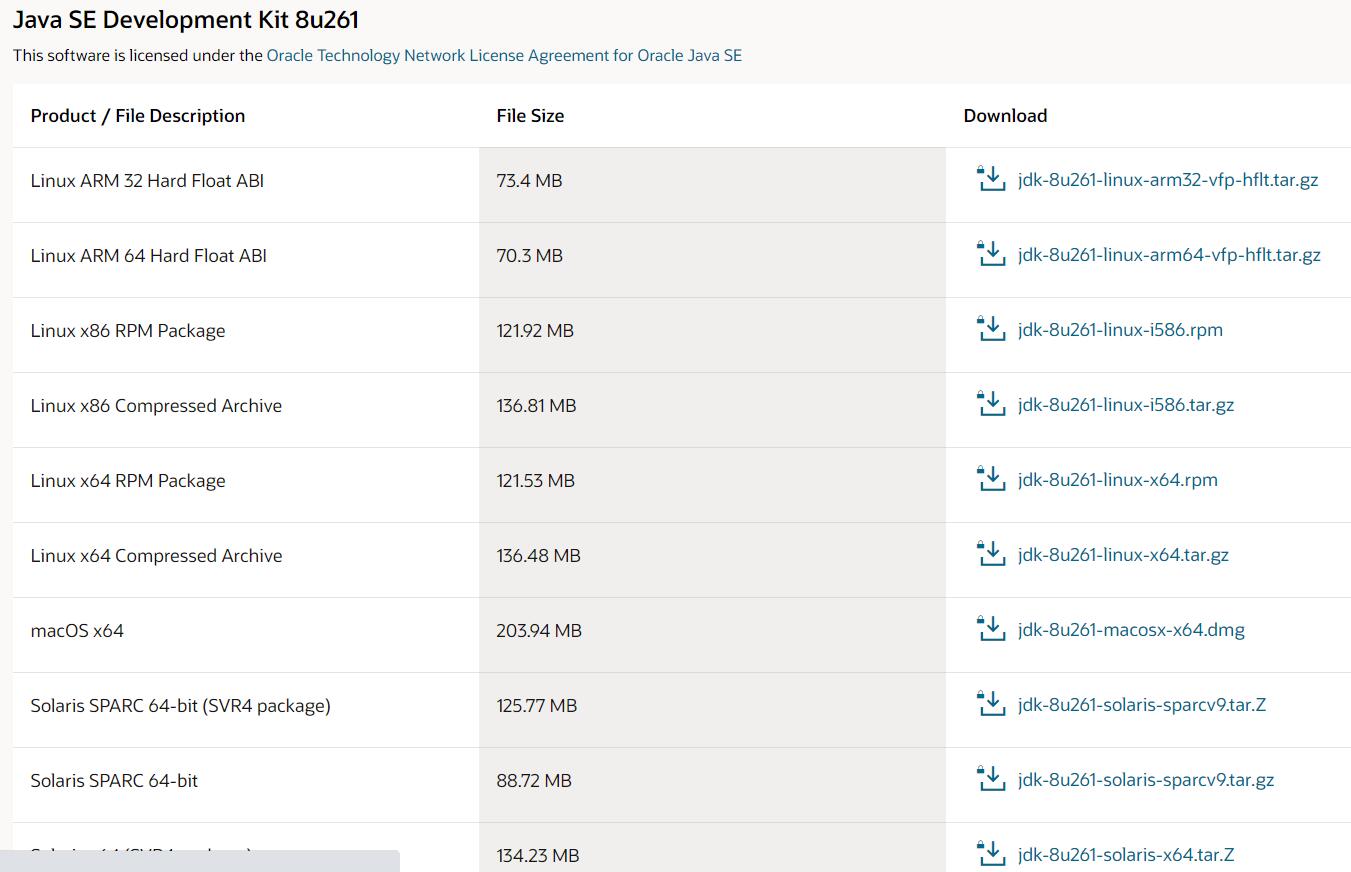 Java SE Development Kit 8u261
This software is licensed under the Oracle Technology Network License Agreement for Oracle Java SE
Product / File Description File Size Download
Linux ARM 32 Hard Float ABI 73.4 MB jdk-8u261-linux-arm32-vfp-hflt.tar.gz
Linux ARM 64 Hard Float ABI 70.3 MB jdk-8u261-linux-arm64-vfp-hflt.tar.gz
Linux x86 RPM Package 121.92 MB jdk-8u261-linux-i586.rpm
Linux x86 Compressed Archive 136.81 MB jdk-8u261-linux-i586.tar.gz
Linux x64 RPM Package 121.53 MB jdk-8u261-linux-x64.rpm
Linux x64 Compressed Archive 136.48 MB jdk-8u261-linux-x64.tar.gz
macOS x64 203.94 MB jdk-8u261-macosx-x64.dmg
Solaris SPARC 64-bit (SVR4 package) 125.77 MB jdk-8u261-solaris-sparcv9.tar.Z
Solaris SPARC 64-bit 88.72 MB jdk-8u261-solaris-sparcv9.tar.gz
134.23 MB jdk-8u261-solaris-x64.tar.Z